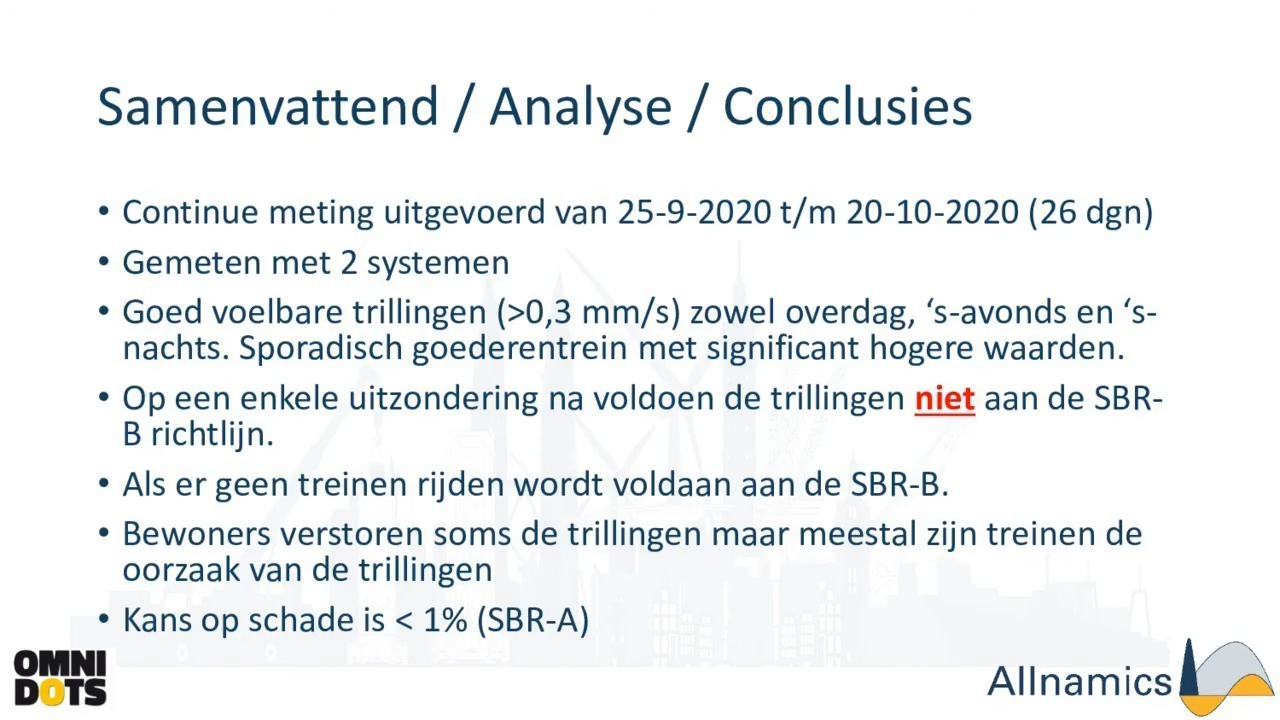 Samenvattend / Analyse / Conclusies
• Continue meting uitgevoerd van 25-9-2020 t/m 20-10-2020 (26 dgn)
• Gemeten met 2 systemen
• Goed voelbare trillingen (>0,3 mm/s) zowel overdag, ‘s-avonds en ‘s-
nachts. Sporadisch goederentrein met significant hogere waarden.
• Op een enkele uitzondering na voldoen de trillingen niet aan de SBR-
B richtlijn.
• Als er geen treinen rijden wordt voldaan aan de SBR-B.
• Bewoners verstoren soms de trillingen maar meestal zijn treinen de
oorzaak van de trillingen
• Kans op schade is < 1% (SBR-A)
OMNI
DOTS
Allnamics